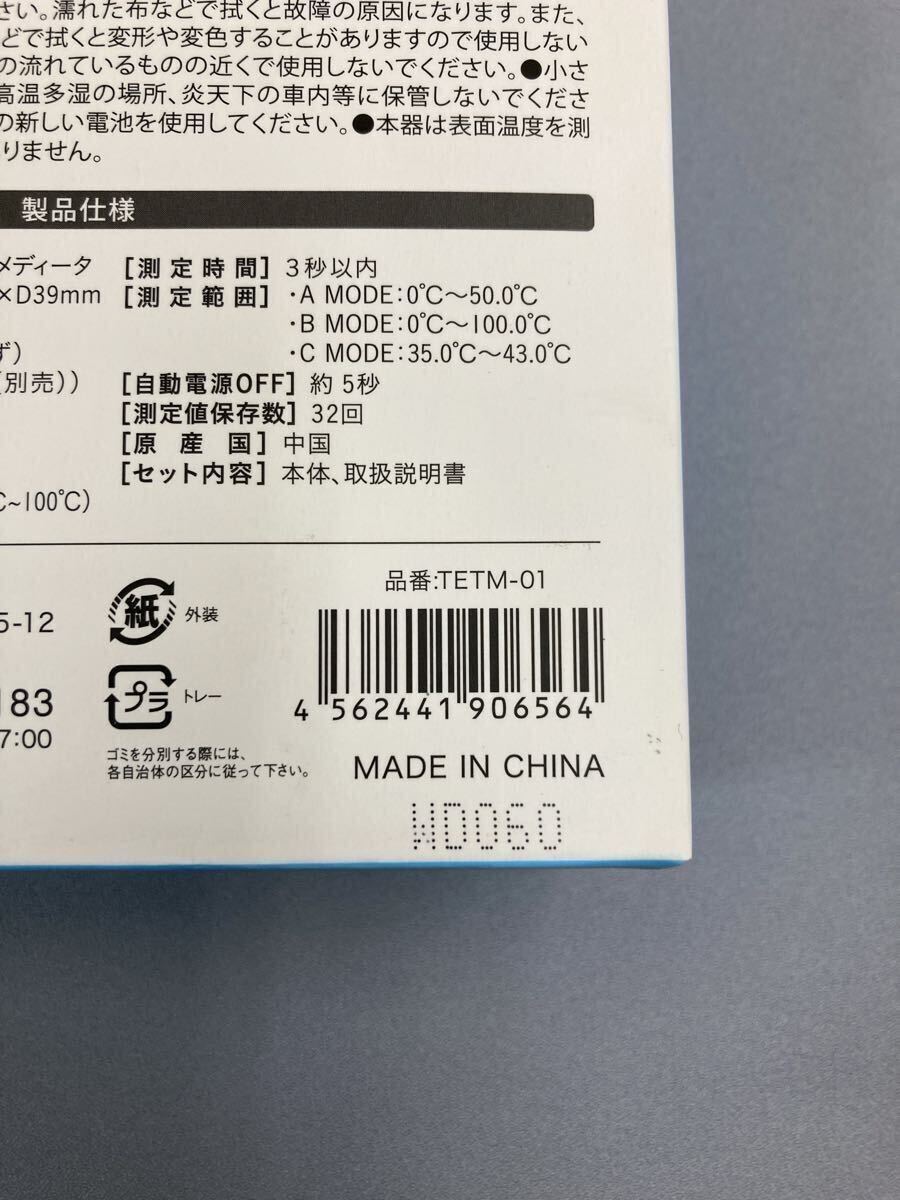 さい。濡れた布などで拭くと故障の原因になります。また、
どで拭くと変形や変色することがありますので使用しない
の流れているものの近くで使用しないでください。●小さ
高温多湿の場所、炎天下の車内等に保管しないでくださ
の新しい電池を使用してください。●本器は表面温度を測
りません。
製品仕様
メディータ
×D39mm
ず)
(別売))
℃~100℃)
[測定時間] 3秒以内
[測定範囲] ・A MODE:0℃〜50.0℃
・B MODE:0℃〜100.0℃
・C MODE:35.0℃〜43.0℃
[自動電源OFF] 約5秒
[測定値保存数] 32回
[原産国] 中国
[セット内容] 本体、取扱説明書
5-12
183
7:00
紙 外装
プラ トレー
ゴミを分別する際には、
各自治体の区分に従って下さい。
品番:TETM-01
4 562441 906564
MADE IN CHINA
WD060